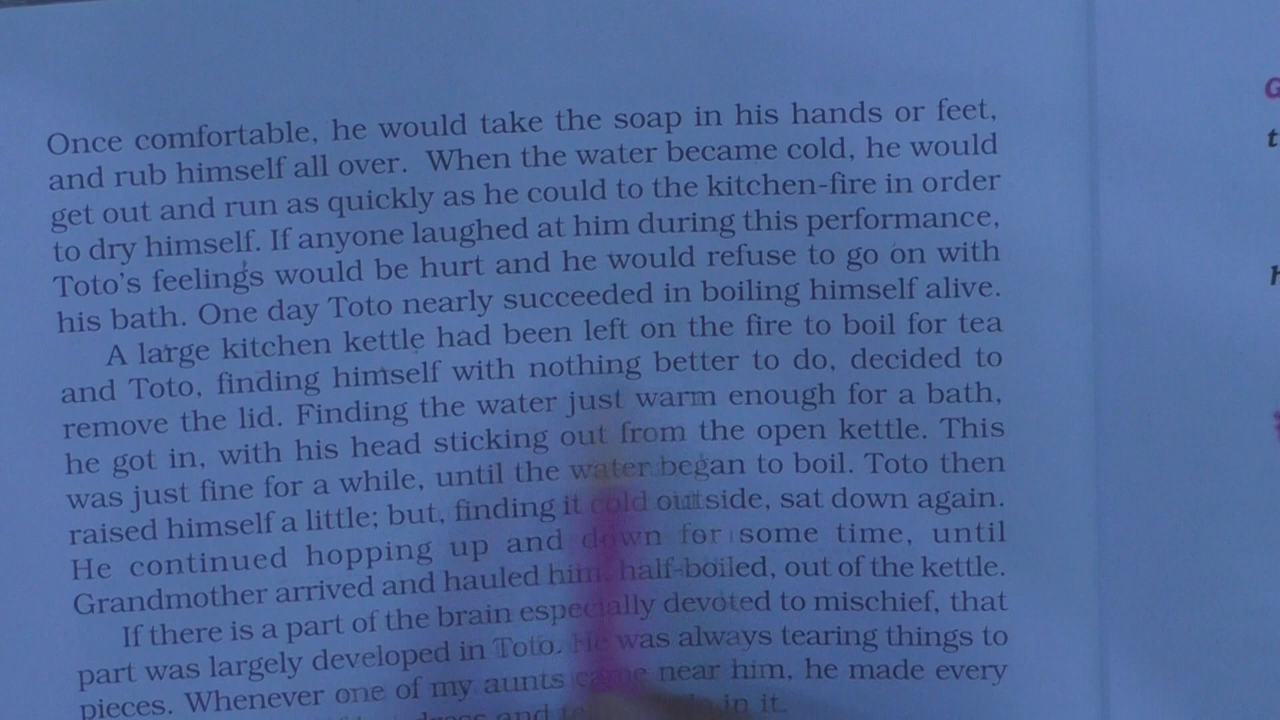 Once comfortable, he would take the soap in his hands or feet,
and rub himself all over. When the water became cold, he would
get out and run as quickly as he could to the kitchen-fire in order
to dry himself. If anyone laughed at him during this performance,
Toto's feelings would be hurt and he would refuse to go on with
his bath. One day Toto nearly succeeded in boiling himself alive.
A large kitchen kettle had been left on the fire to boil for tea
and Toto, finding himself with nothing better to do, decided to
remove the lid. Finding the water just warm enough for a bath,
he got in, with his head sticking out from the open kettle. This
was just fine for a while, until the water began to boil. Toto then
raised himself a little; but, finding it cold outside, sat down again.
He continued hopping up and down for some time, until
Grandmother arrived and hauled him, half-boiled, out of the kettle.
If there is a part of the brain especially devoted to mischief, that
part was largely developed in Toto. He was always tearing things to
pieces. Whenever one of my aunts came near him, he made every
and in it.
G
t